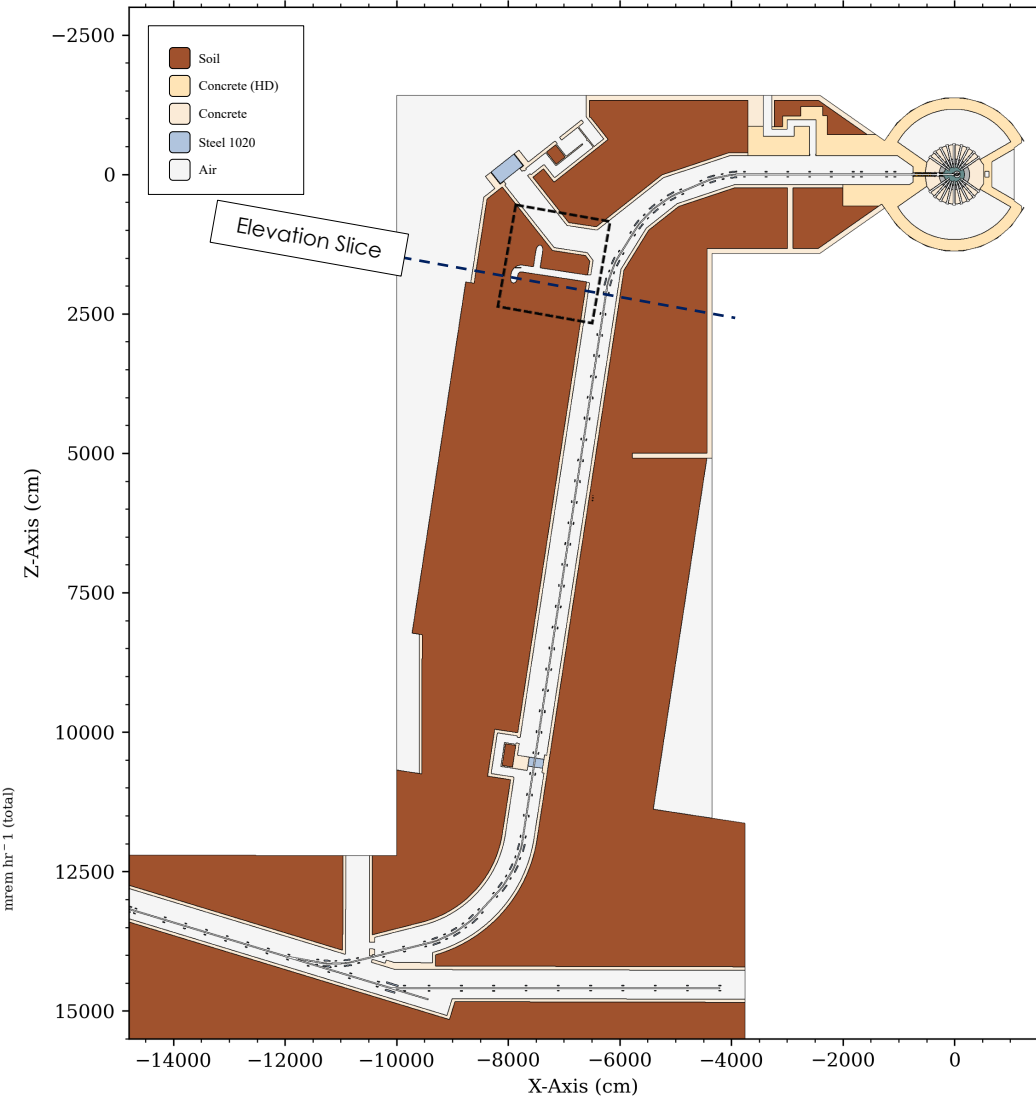 Soil
Concrete (HD)
Concrete
Steel 1020
Air
Elevation Slice
−2500
0
2500
5000
7500
10000
12500
15000
Z-Axis (cm)
mrem hr−1 (total)
−14000 −12000 −10000 −8000 −6000 −4000 −2000 0
X-Axis (cm)